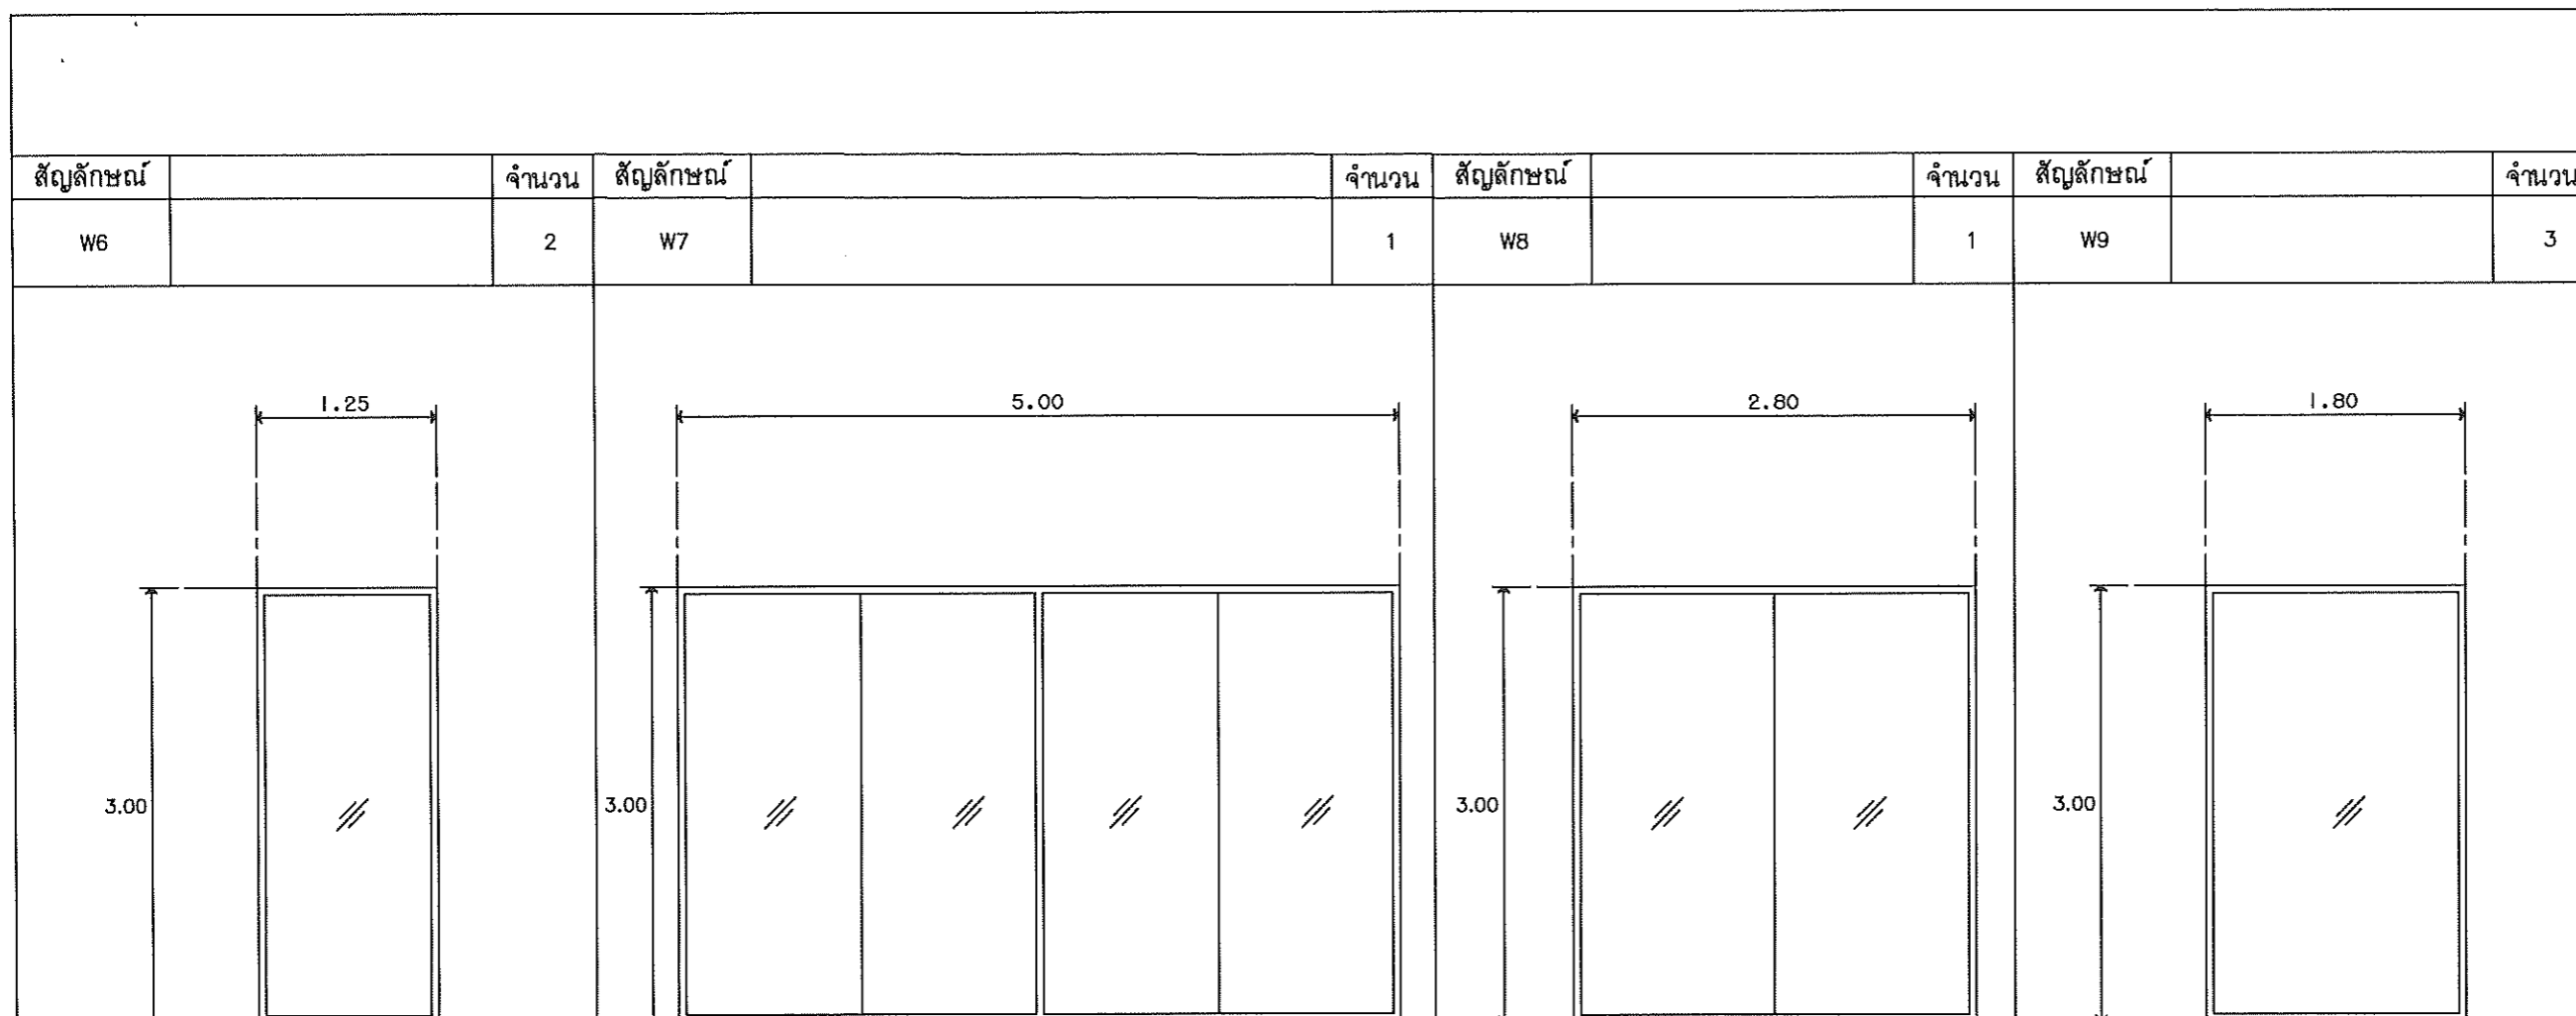 สัญลักษณ์ จำนวน สัญลักษณ์ จำนวน สัญลักษณ์ จำนวน สัญลักษณ์ จำนวน
W6 2 W7 1 W8 1 W9 3
1.25 5.00 2.80 1.80
3.00 3.00 3.00 3.00